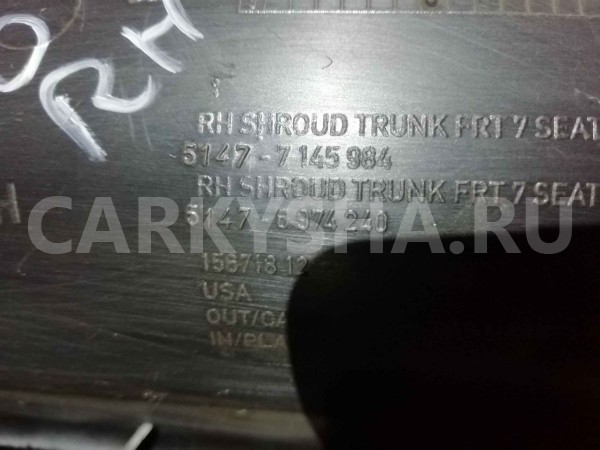 RH
RH SHROUD TRUNK FRT 7 SEAT
5147 - 7 145 984
RH SHROUD TRUNK FRT 7 SEAT
5147 - 6 974 240
CARKYSHA.RU
USA